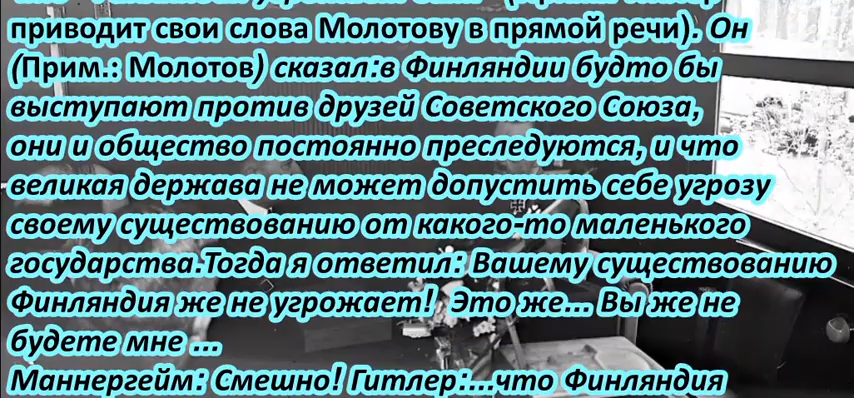 приводит свои слова Молотову в прямой речи). Он
(Прим.: Молотов) сказал:в Финляндии будто бы
выступают против друзей Советского Союза,
они и общество постоянно преследуются, и что
великая держава не может допустить себе угрозу
своему существованию от какого-то маленького
государства.Тогда я ответил: Вашему существованию
Финляндия же не угрожает! Это же... Вы же не
будете мне ...
Маннергейм: Смешно! Гитлер:...что Финляндия